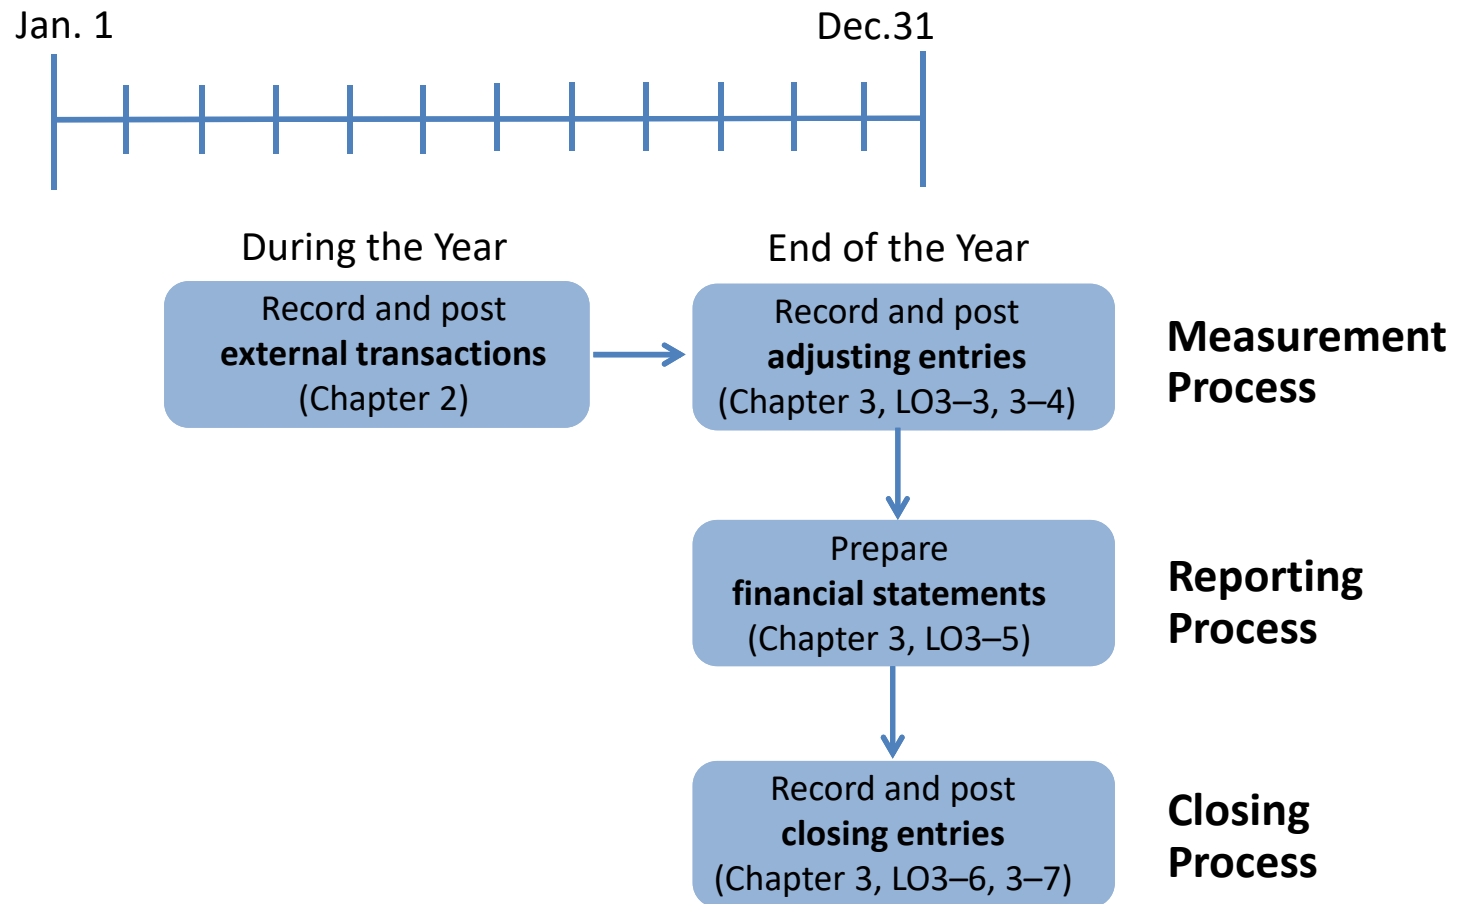 Jan. 1
Dec.31
During the Year
End of the Year
Record and post
external transactions
(Chapter 2)
Record and post
adjusting entries
(Chapter 3, LO3–3, 3–4)
Measurement
Process
Prepare
financial statements
(Chapter 3, LO3–5)
Reporting
Process
Record and post
closing entries
(Chapter 3, LO3–6, 3–7)
Closing
Process